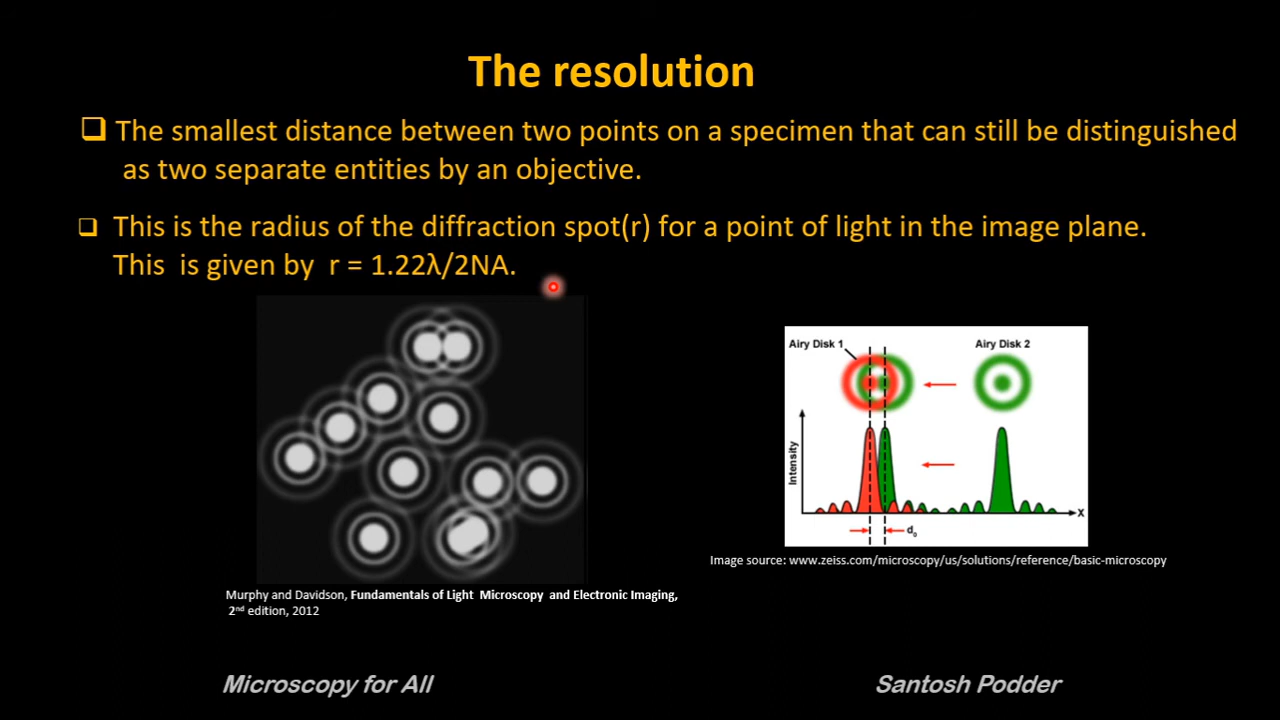 The resolution
❑ The smallest distance between two points on a specimen that can still be distinguished
as two separate entities by an objective.
❑ This is the radius of the diffraction spot(r) for a point of light in the image plane.
This is given by r = 1.22λ/2NA.
Airy Disk 1
Airy Disk 2
Intensity
X
d₀
Image source: www.zeiss.com/microscopy/us/solutions/reference/basic-microscopy
Murphy and Davidson, Fundamentals of Light Microscopy and Electronic Imaging,
2nd edition, 2012
Microscopy for All
Santosh Podder